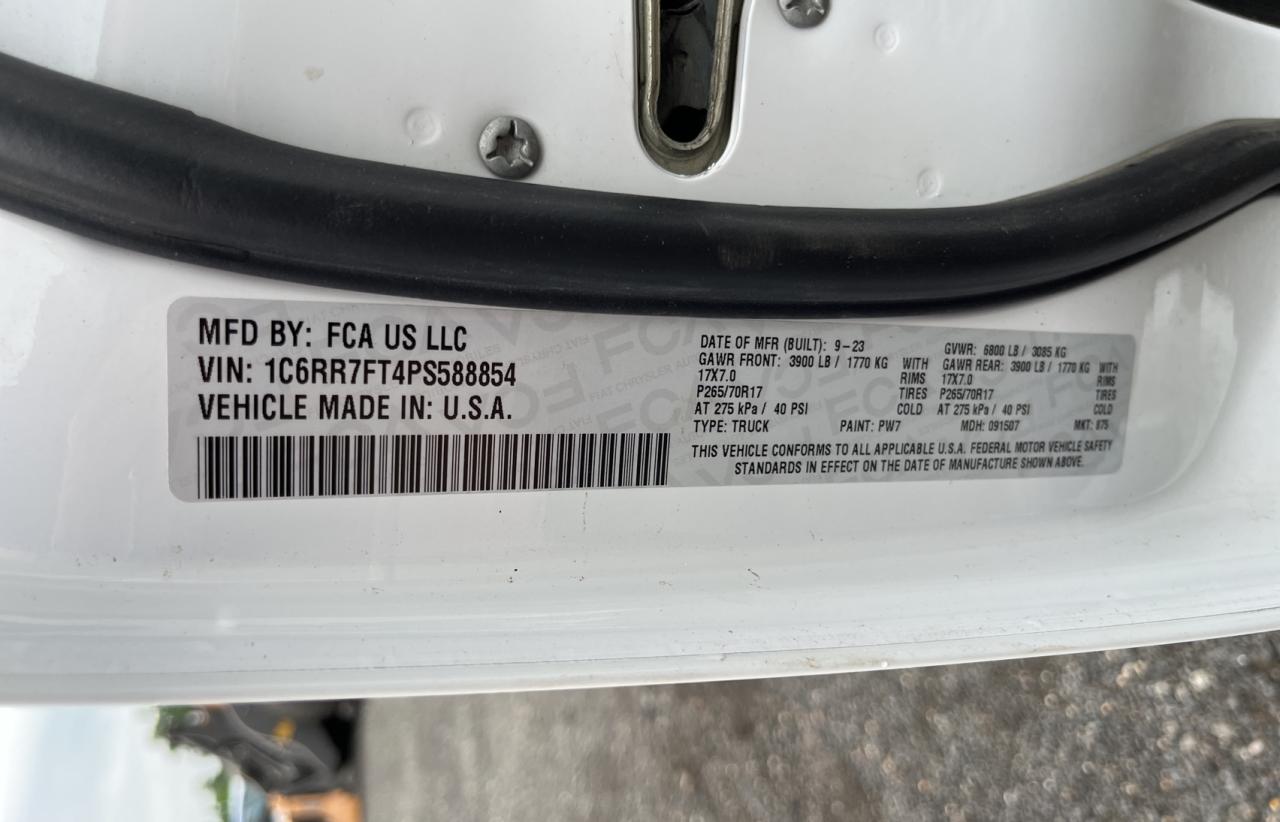 MFD BY: FCA US LLC
VIN: 1C6RR7FT4PS588854
VEHICLE MADE IN: U.S.A.
DATE OF MFR (BUILT): 9-23 GVWR: 6800 LB / 3085 KG
GAWR FRONT: 3900 LB / 1770 KG WITH GAWR REAR: 3900 LB / 1770 KG WITH
17X7.0 RIMS 17X7.0 RIMS
P265/70R17 TIRES P265/70R17 TIRES
AT 275 kPa / 40 PSI COLD AT 275 kPa / 40 PSI COLD
TYPE: TRUCK PAINT: PW7 MDH: 091507 MKT: 875
THIS VEHICLE CONFORMS TO ALL APPLICABLE U.S.A. FEDERAL MOTOR VEHICLE SAFETY
STANDARDS IN EFFECT ON THE DATE OF MANUFACTURE SHOWN ABOVE.